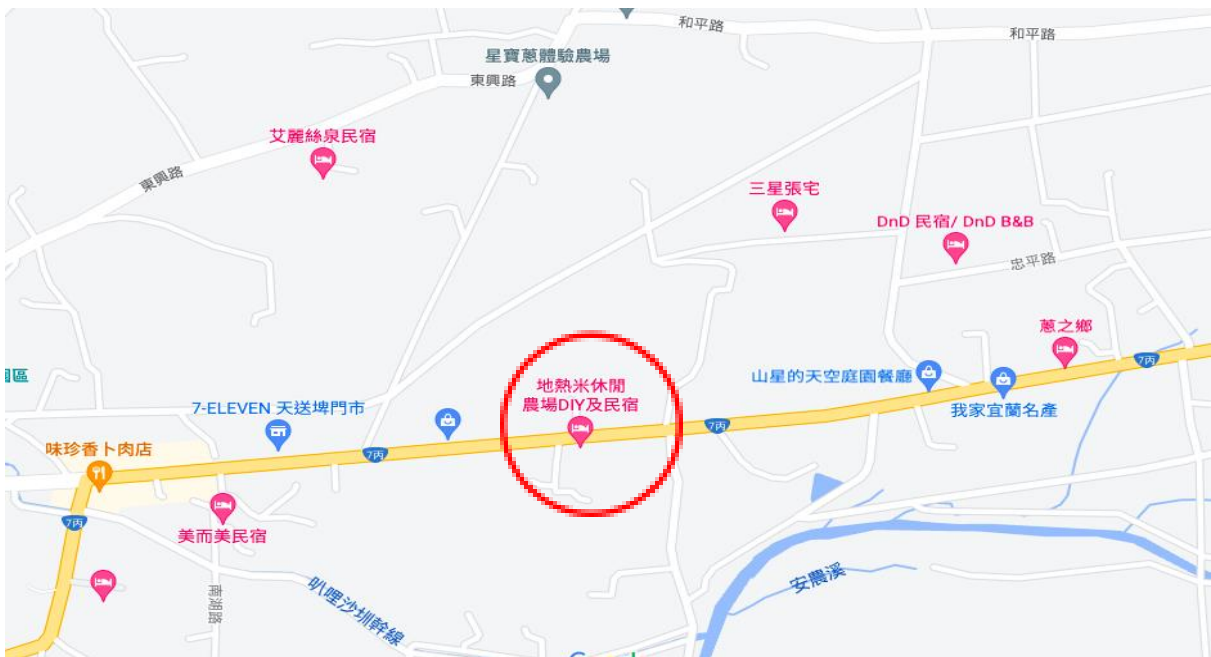 和平路
和平路
星寶蔥體驗農場
東興路
艾麗絲泉民宿
東興路
三星張宅
DnD 民宿/ DnD B&B
忠平路
蔥之鄉
7丙
園區
地熱米休閒
農場DIY及民宿
山星的天空庭園餐廳
我家宜蘭名產
7-ELEVEN 天送埤門市
7丙
7丙
味珍香卜肉店
7丙
美而美民宿
南湖路
叭哩沙圳幹線
安農溪